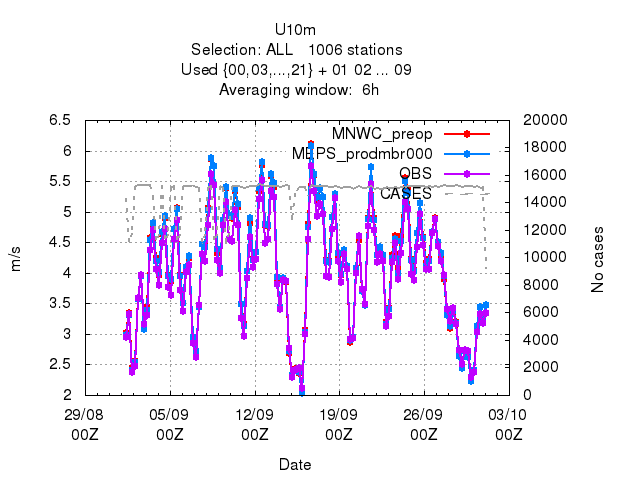 U10m
Selection: ALL   1006 stations
Used {00,03,...,21} + 01 02 ... 09
Averaging window:  6h
6.5
6
5.5
5
4.5
4
3.5
3
2.5
2
m/s
20000
18000
16000
14000
12000
10000
8000
6000
4000
2000
0
No cases
MNWC_preop
MEPS_prodmbr000
OBS
CASES
29/08 05/09 12/09 19/09 26/09 03/10
00Z 00Z 00Z 00Z 00Z 00Z
Date